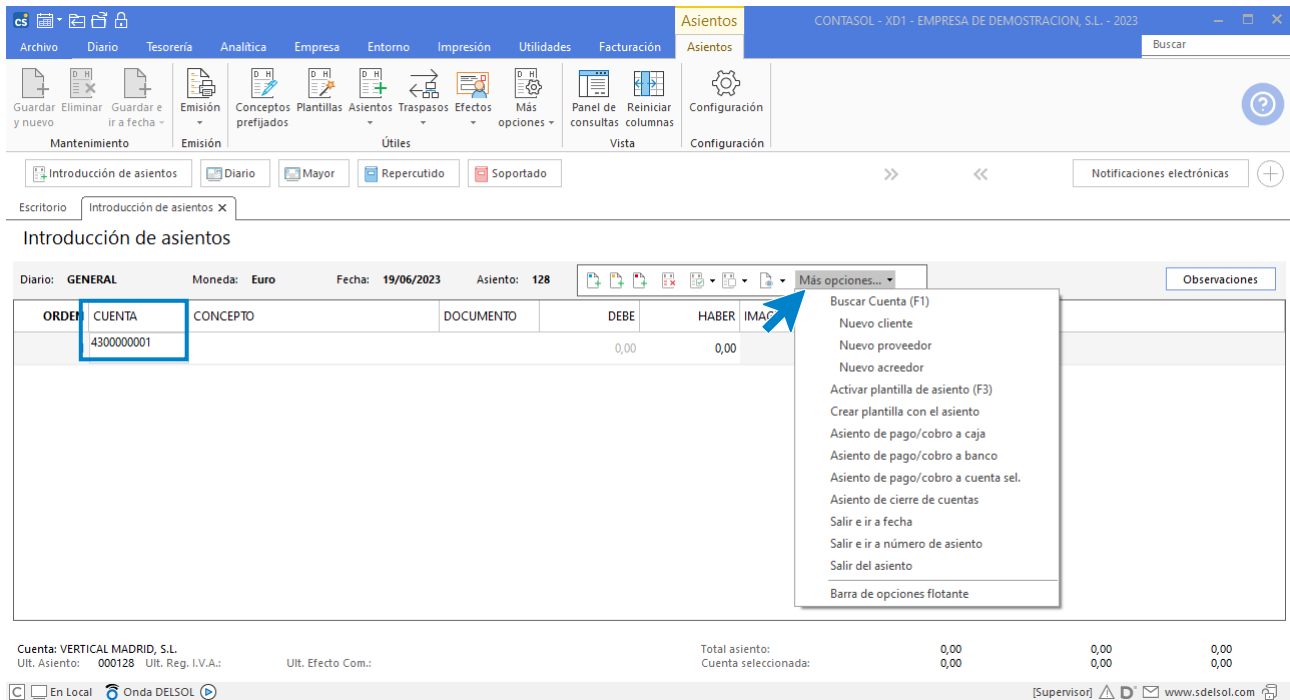 cs
Asientos
CONTASOL - XD1 - EMPRESA DE DEMOSTRACION, S.L. - 2023
Archivo Diario Tesorería Analítica Empresa Entorno Impresión Utilidades Facturación Asientos
Buscar
D H D H D H D H D H
Guardar y nuevo
Eliminar
Guardar e ir a fecha
Emisión
Conceptos prefijados
Plantillas
Asientos
Traspasos
Efectos
Más opciones
Panel de consultas
Reiniciar columnas
Configuración
?
Mantenimiento Emisión Útiles Vista Configuración
Introducción de asientos Diario Mayor Repercutido Soportado Notificaciones electrónicas
Escritorio Introducción de asientos X
Introducción de asientos
Diario: GENERAL Moneda: Euro Fecha: 19/06/2023 Asiento: 128 Más opciones... Observaciones
ORDEN CUENTA CONCEPTO DOCUMENTO DEBE HABER IMAG
4300000001 0,00 0,00
Buscar Cuenta (F1)
Nuevo cliente
Nuevo proveedor
Nuevo acreedor
Activar plantilla de asiento (F3)
Crear plantilla con el asiento
Asiento de pago/cobro a caja
Asiento de pago/cobro a banco
Asiento de pago/cobro a cuenta sel.
Asiento de cierre de cuentas
Salir e ir a fecha
Salir e ir a número de asiento
Salir del asiento
Barra de opciones flotante
Cuenta: VERTICAL MADRID, S.L. Total asiento: 0,00 0,00 0,00
Ult. Asiento: 000128 Ult. Reg. I.V.A.: Ult. Efecto Com.: Cuenta seleccionada: 0,00 0,00 0,00
C En Local Onda DELSOL [Supervisor] D www.sdelsol.com